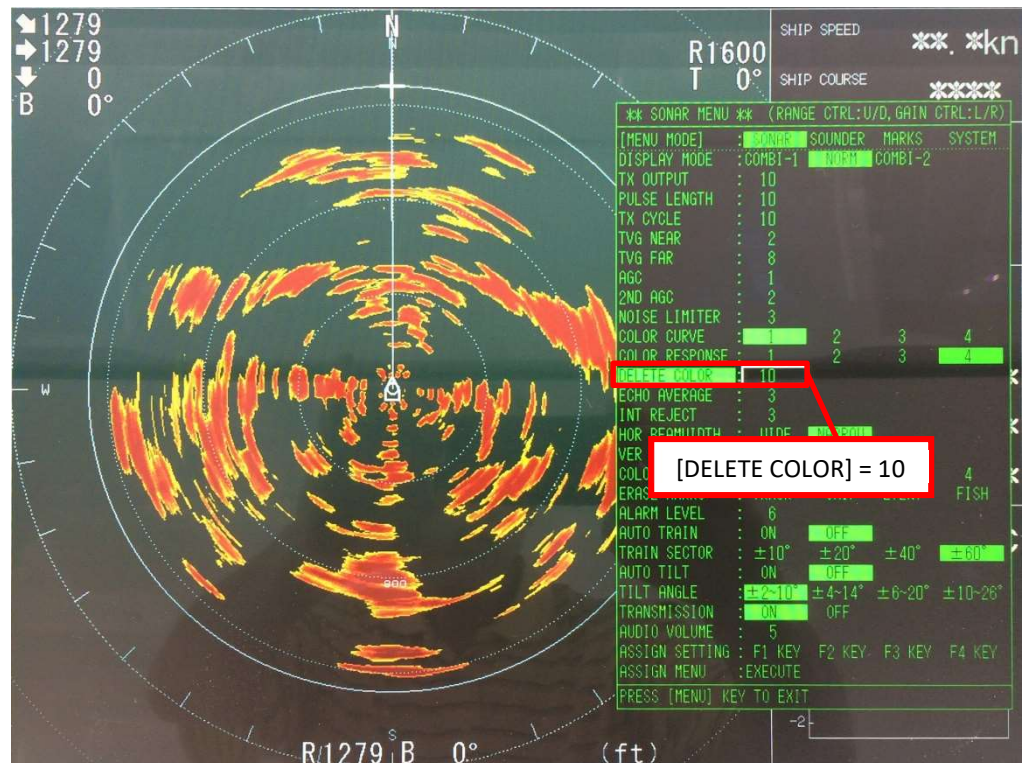 1279
1279
0
B 0°
N
R1600
T 0°
SHIP SPEED
**.*kn
SHIP COURSE
****
W
800
S
R/1279 B 0° (ft)
** SONAR MENU ** (RANGE CTRL:U/D,GAIN CTRL:L/R)
[MENU MODE] : SONAR SOUNDER MARKS SYSTEM
DISPLAY MODE :COMBI-1 NORM COMBI-2
TX OUTPUT : 10
PULSE LENGTH : 10
TX CYCLE : 10
TVG NEAR : 2
TVG FAR : 8
AGC : 1
2ND AGC : 2
NOISE LIMITER : 3
COLOR CURVE : 1 2 3 4
COLOR RESPONSE : 1 2 3 4
DELETE COLOR : 10
ECHO AVERAGE : 3
INT REJECT : 3
HOR BEAMWIDTH : WIDE NARROW
VER
COLO 4
[DELETE COLOR] = 10
ERASE MARKS FISH
ALARM LEVEL : 6
AUTO TRAIN : ON OFF
TRAIN SECTOR : ±10° ±20° ±40° ±60°
AUTO TILT : ON OFF
TILT ANGLE :±2~10° ±4~14° ±6~20° ±10~26°
TRANSMISSION : ON OFF
AUDIO VOLUME : 5
ASSIGN SETTING : F1 KEY F2 KEY F3 KEY F4 KEY
ASSIGN MENU :EXECUTE
PRESS [MENU] KEY TO EXIT
-2